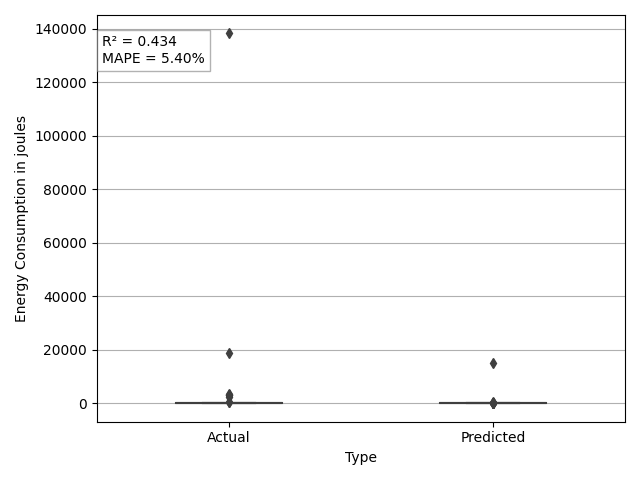 R² = 0.434
MAPE = 5.40%
140000
120000
100000
80000
60000
40000
20000
0
Energy Consumption in joules
Actual
Predicted
Type